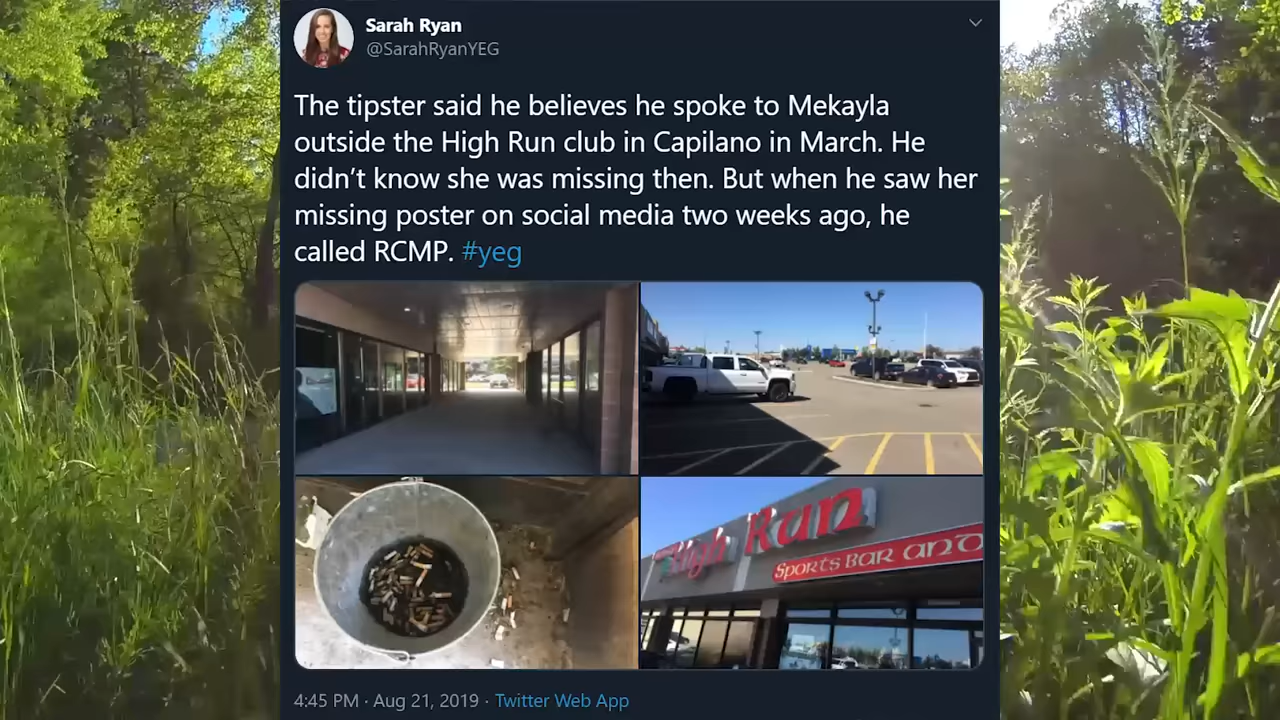 Sarah Ryan
@SarahRyanYEG
The tipster said he believes he spoke to Mekayla
outside the High Run club in Capilano in March. He
didn't know she was missing then. But when he saw her
missing poster on social media two weeks ago, he
called RCMP. #yeg
High Run
Sports Bar and
4:45 PM · Aug 21, 2019 · Twitter Web App